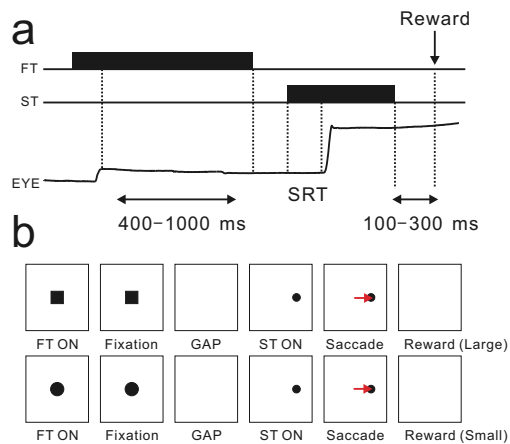 a
Reward
FT
ST
EYE
SRT
400-1000 ms
100-300 ms
b
FT ON Fixation GAP ST ON Saccade Reward (Large)
FT ON Fixation GAP ST ON Saccade Reward (Small)